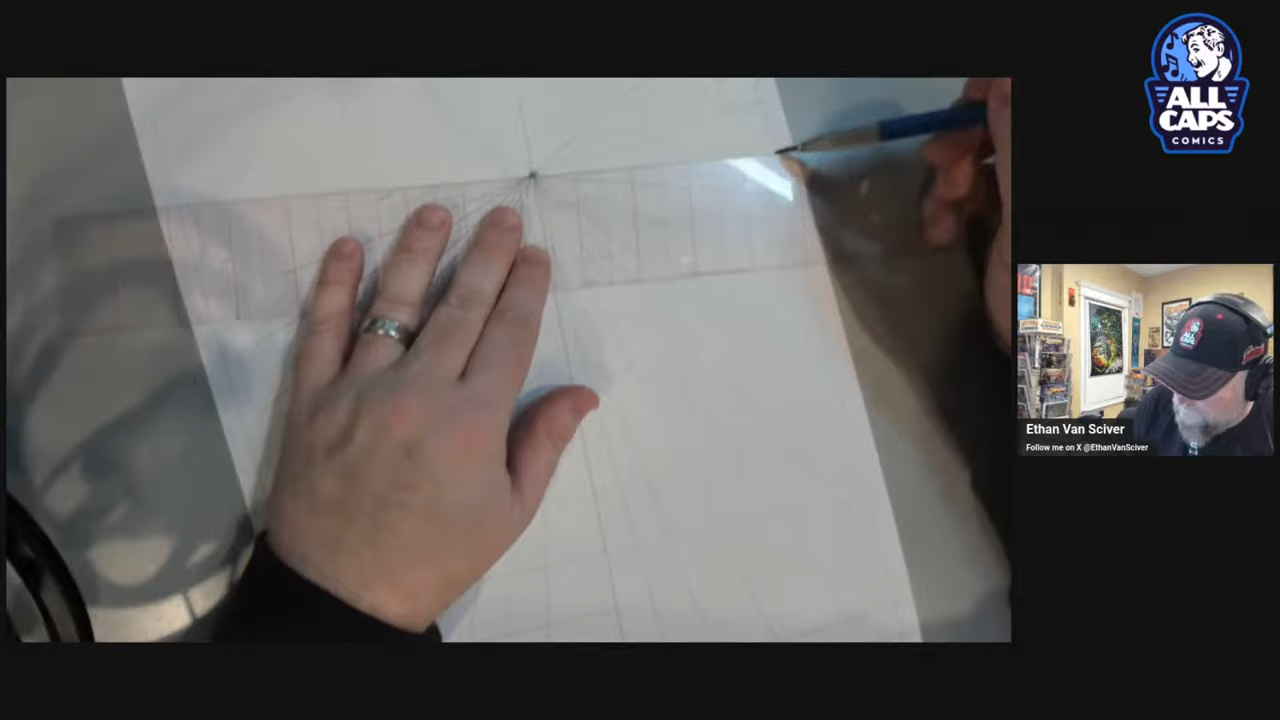 ALL
CAPS
COMICS
Ethan Van Sciver
Follow me on X @EthanVanSciver